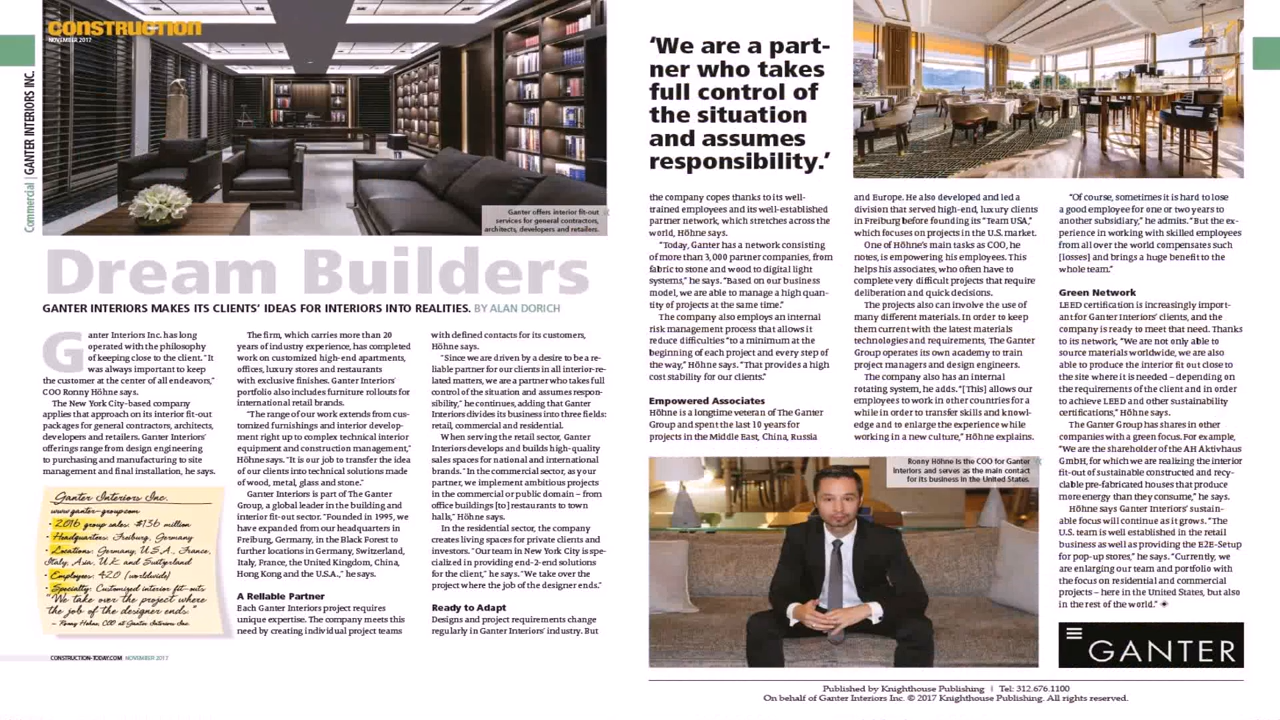 CONSTRUCTION
NOVEMBER 2017
Commercial | GANTER INTERIORS INC.
Ganter offers interior fit-out
services for general contractors,
architects, developers and retailers.
Dream Builders
GANTER INTERIORS MAKES ITS CLIENTS' IDEAS FOR INTERIORS INTO REALITIES. BY ALAN DORICH
Ganter Interiors Inc. has long
operated with the philosophy
of keeping close to the client. "It
was always important to keep
the customer at the center of all endeavors,"
COO Ronny Höhne says.
The New York City-based company
applies that approach on its interior fit-out
packages for general contractors, architects,
developers and retailers. Ganter Interiors'
offerings range from design engineering
to purchasing and manufacturing to site
management and final installation, he says.
Ganter Interiors Inc.
www.ganter-group.com
• 2016 group sales: $136 million
• Headquarters: Freiburg, Germany
• Locations: Germany, U.S.A., France,
Italy, Asia, U.K. and Switzerland
• Employees: 420 (worldwide)
• Specialty: Customized interior fit-outs
"We take over the project where
the job of the designer ends."
– Ronny Höhne, COO at Ganter Interiors Inc.
The firm, which carries more than 20
years of industry experience, has completed
work on customized high-end apartments,
offices, luxury stores and restaurants
with exclusive finishes. Ganter Interiors'
portfolio also includes furniture rollouts for
international retail brands.
"The range of our work extends from cus-
tomized furnishings and interior develop-
ment right up to complex technical interior
equipment and construction management,"
Höhne says. "It is our job to transfer the idea
of our clients into technical solutions made
of wood, metal, glass and stone."
Ganter Interiors is part of The Ganter
Group, a global leader in the building and
interior fit-out sector. "Founded in 1995, we
have expanded from our headquarters in
Freiburg, Germany, in the Black Forest to
further locations in Germany, Switzerland,
Italy, France, the United Kingdom, China,
Hong Kong and the U.S.A.," he says.
A Reliable Partner
Each Ganter Interiors project requires
unique expertise. The company meets this
need by creating individual project teams
with defined contacts for its customers,
Höhne says.
"Since we are driven by a desire to be a re-
liable partner for our clients in all interior-re-
lated matters, we are a partner who takes full
control of the situation and assumes respon-
sibility," he continues, adding that Ganter
Interiors divides its business into three fields:
retail, commercial and residential.
When serving the retail sector, Ganter
Interiors develops and builds high-quality
sales spaces for national and international
brands." In the commercial sector, as your
partner, we implement ambitious projects
in the commercial or public domain – from
office buildings [to] restaurants to town
halls," Höhne says.
In the residential sector, the company
creates living spaces for private clients and
investors. "Our team in New York City is spe-
cialized in providing end-2-end solutions
for the client," he says. "We take over the
project where the job of the designer ends."
Ready to Adapt
Designs and project requirements change
regularly in Ganter Interiors' industry. But
CONSTRUCTION-TODAY.COM NOVEMBER 2017
'We are a part-
ner who takes
full control of
the situation
and assumes
responsibility.'
the company copes thanks to its well-
trained employees and its well-established
partner network, which stretches across the
world, Höhne says.
"Today, Ganter has a network consisting
of more than 3,000 partner companies, from
fabric to stone and wood to digital light
systems," he says. "Based on our business
model, we are able to manage a high quan-
tity of projects at the same time."
The company also employs an internal
risk management process that allows it
reduce difficulties "to a minimum at the
beginning of each project and every step of
the way," Höhne says. "That provides a high
cost stability for our clients."
Empowered Associates
Höhne is a longtime veteran of The Ganter
Group and spent the last 10 years for
projects in the Middle East, China, Russia
and Europe. He also developed and led a
division that served high-end, luxury clients
in Freiburg before founding its "Team USA,"
which focuses on projects in the U.S. market.
One of Höhne's main tasks as COO, he
notes, is empowering his employees. This
helps his associates, who often have to
complete very difficult projects that require
deliberation and quick decisions.
The projects also can involve the use of
many different materials. In order to keep
them current with the latest materials
technologies and requirements, The Ganter
Group operates its own academy to train
project managers and design engineers.
The company also has an internal
rotating system, he adds. "[This] allows our
employees to work in other countries for a
while in order to transfer skills and knowl-
edge and to enlarge the experience while
working in a new culture," Höhne explains.
Ronny Höhne is the COO for Ganter
Interiors and serves as the main contact
for its business in the United States.
"Of course, sometimes it is hard to lose
a good employee for one or two years to
another subsidiary," he admits. "But the ex-
perience in working with skilled employees
from all over the world compensates such
[losses] and brings a huge benefit to the
whole team."
Green Network
LEED certification is increasingly import-
ant for Ganter Interiors' clients, and the
company is ready to meet that need. Thanks
to its network, "We are not only able to
source materials worldwide, we are also
able to produce the interior fit out close to
the site where it is needed – depending on
the requirements of the client and in order
to achieve LEED and other sustainability
certifications," Höhne says.
The Ganter Group has shares in other
companies with a green focus. For example,
"We are the shareholder of the AH Aktivhaus
GmbH, for which we are realizing the interior
fit-out of sustainable constructed and recy-
clable pre-fabricated houses that produce
more energy than they consume," he says.
Höhne says Ganter Interiors' sustain-
able focus will continue as it grows. "The
U.S. team is well established in the retail
business as well as providing the E2E-Setup
for pop-up stores," he says. "Currently, we
are enlarging our team and portfolio with
the focus on residential and commercial
projects – here in the United States, but also
in the rest of the world."
GANTER
Published by Knighthouse Publishing | Tel: 312.676.1100
On behalf of Ganter Interiors Inc. © 2017 Knighthouse Publishing. All rights reserved.